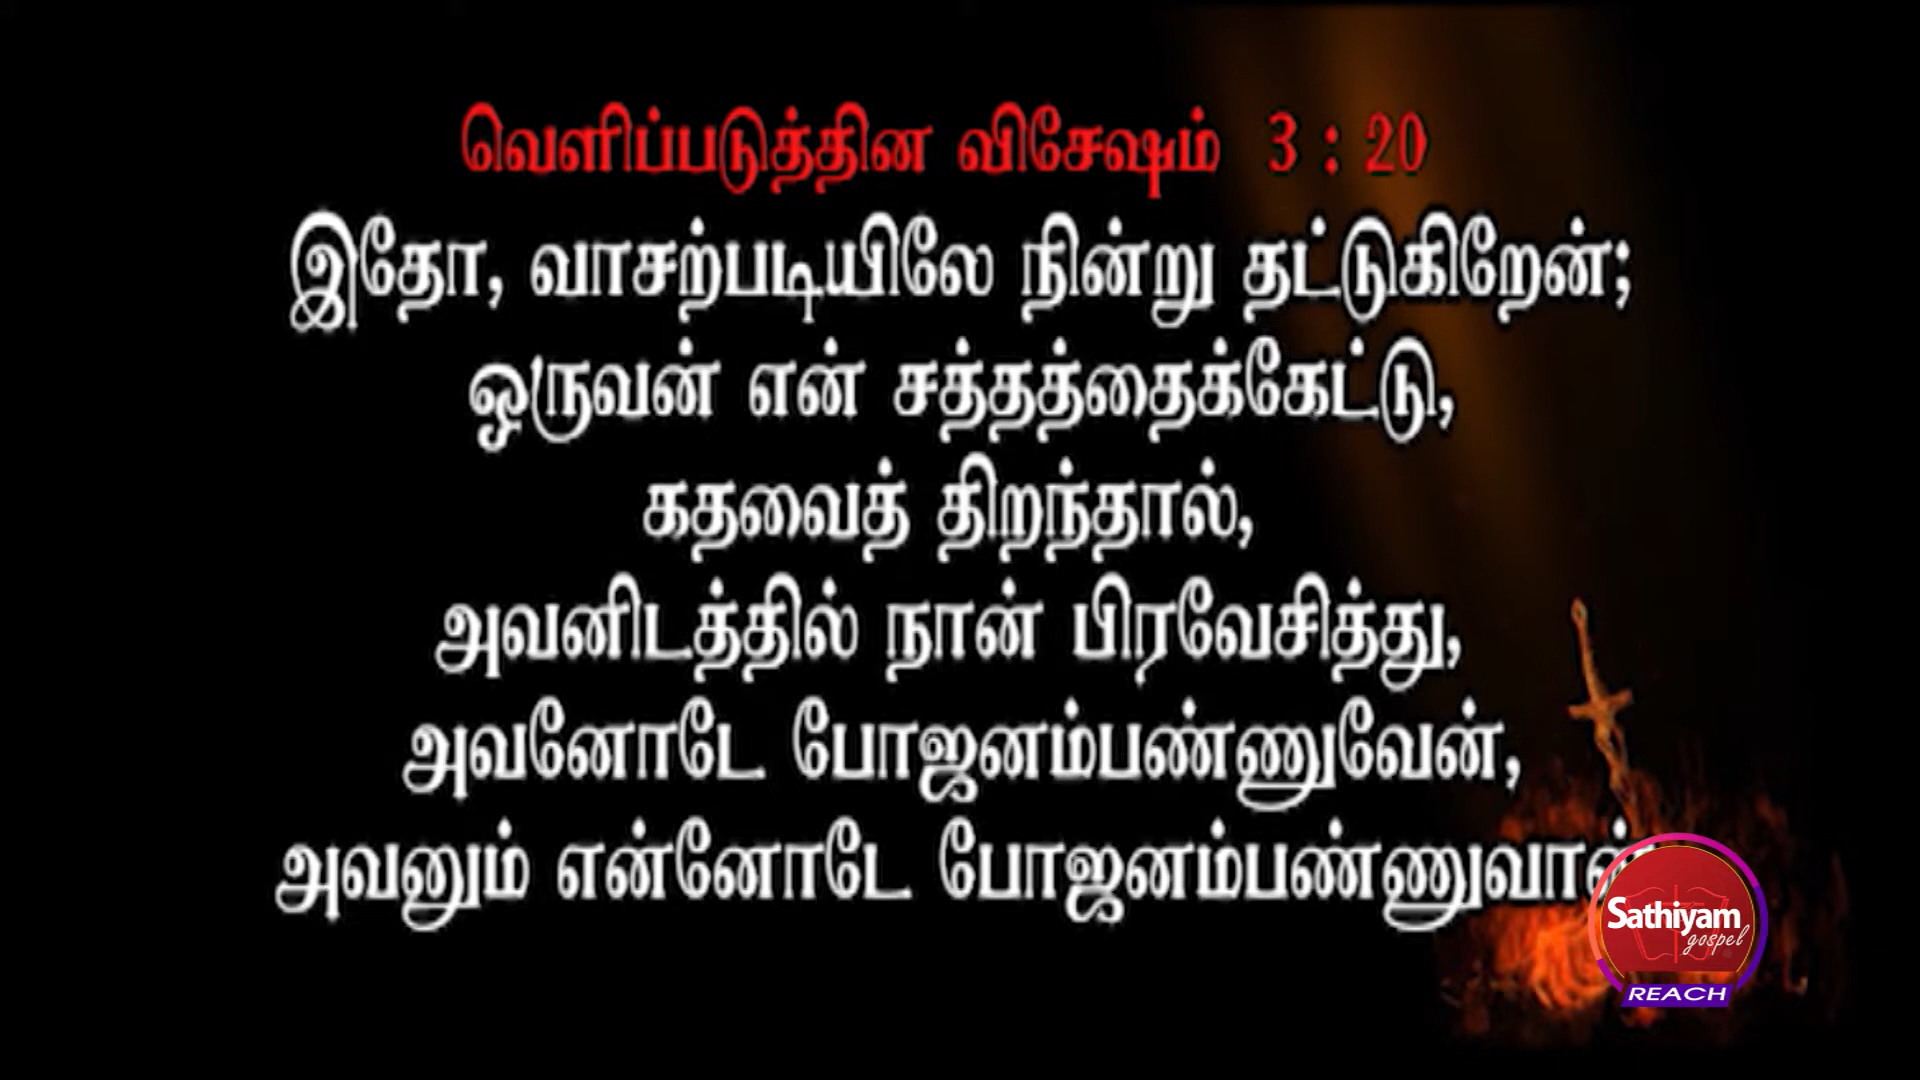 வெளிப்படுத்தின விசேஷம் 3 : 20
இதோ, வாசற்படியிலே நின்று தட்டுகிறேன்;
ஒருவன் என் சத்தத்தைக்கேட்டு,
கதவைத் திறந்தால்,
அவனிடத்தில் நான் பிரவேசித்து,
அவனோடே போஜனம்பண்ணுவேன்,
அவனும் என்னோடே போஜனம்பண்ணுவான்
Sathiyam
gospel
REACH